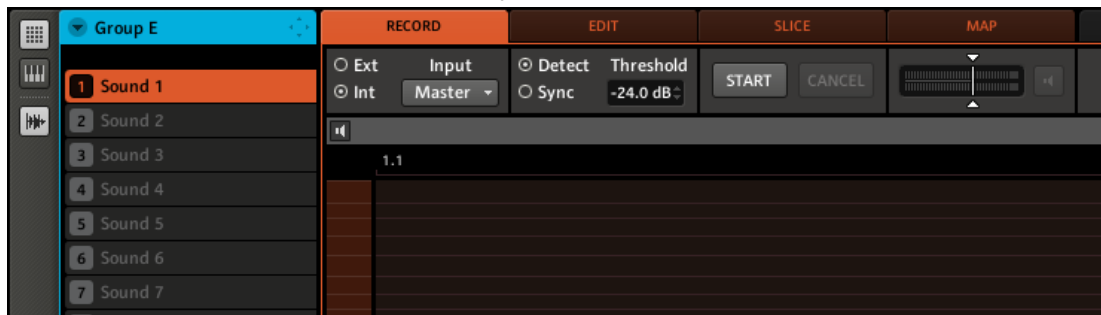 Group E
RECORD EDIT SLICE MAP
Ext Input Detect Threshold
Int Master Sync -24.0 dB START CANCEL
1 Sound 1
2 Sound 2
3 Sound 3
4 Sound 4
5 Sound 5
6 Sound 6
7 Sound 7
1.1